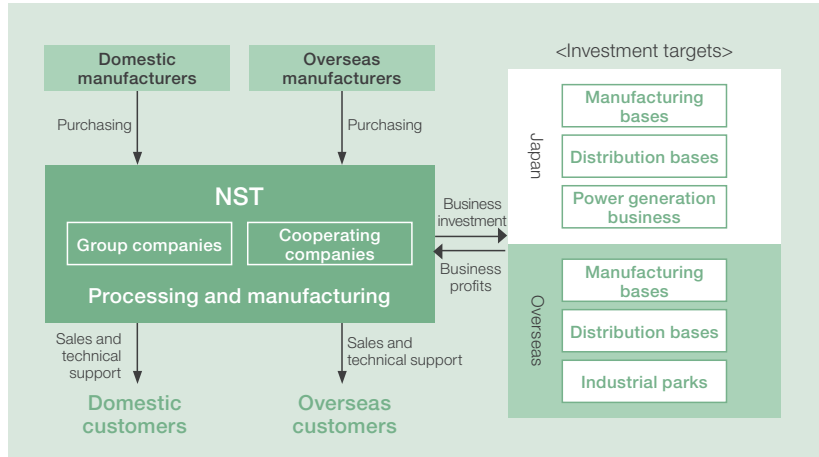 Domestic
manufacturers
Overseas
manufacturers
Purchasing
Purchasing
NST
Group companies
Cooperating
companies
Processing and manufacturing
Business
investment
Business
profits
Sales and
technical
support
Sales and
technical support
Domestic
customers
Overseas
customers
<Investment targets>
Japan
Manufacturing
bases
Distribution bases
Power generation
business
Overseas
Manufacturing
bases
Distribution bases
Industrial parks